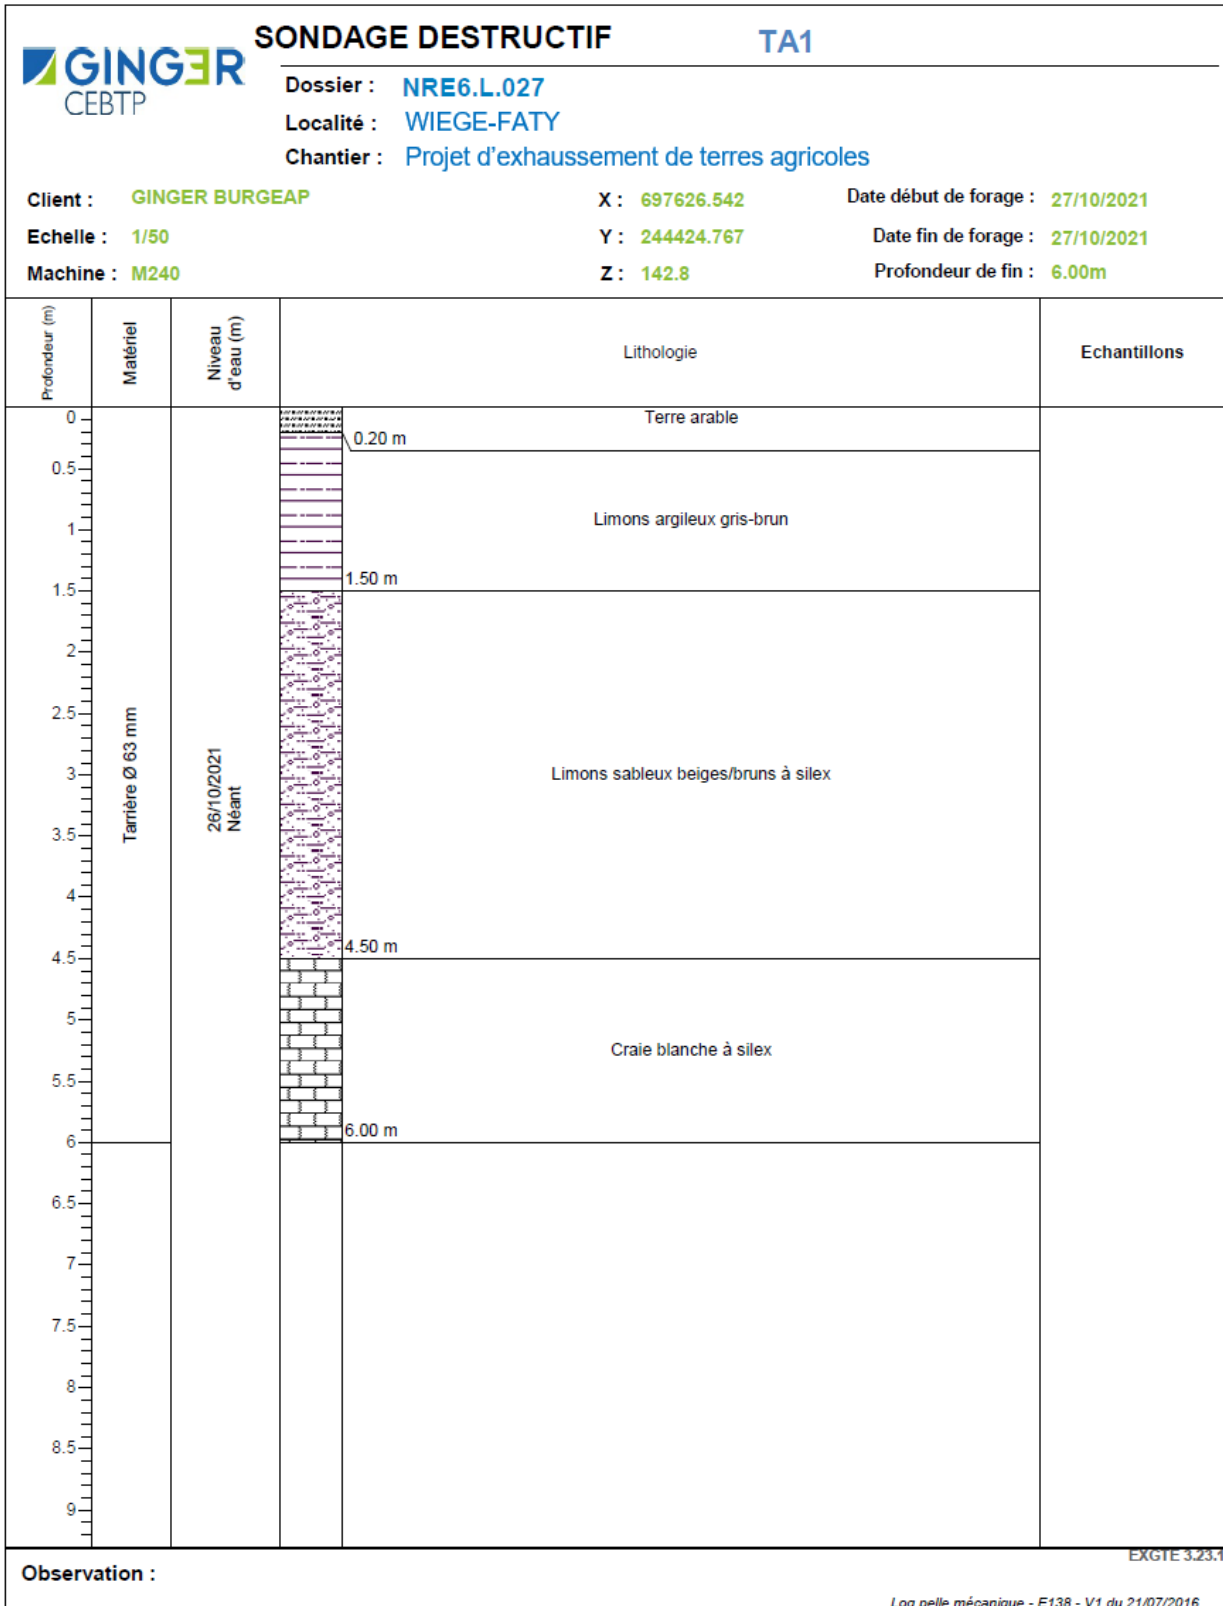 SONDAGE DESTRUCTIF TA1
GINGER
CEBTP
Dossier : NRE6.L.027
Localité : WIEGE-FATY
Chantier : Projet d'exhaussement de terres agricoles
Client : GINGER BURGEAP X : 697626.542 Date début de forage : 27/10/2021
Echelle : 1/50 Y : 244424.767 Date fin de forage : 27/10/2021
Machine : M240 Z : 142.8 Profondeur de fin : 6.00m
Profondeur (m)
Matériel
Niveau
d'eau (m)
Lithologie
Echantillons
0
Terre arable
0.20 m
0.5
Limons argileux gris-brun
1
1.50 m
1.5
2
2.5
Tarrière Ø 63 mm
26/10/2021
Néant
3
Limons sableux beiges/bruns à silex
3.5
4
4.50 m
4.5
5
Craie blanche à silex
5.5
6.00 m
6
6.5
7
7.5
8
8.5
9
EXGTE 3.23.1
Observation :
Log pelle mécanique - F138 - V1 du 21/07/2016